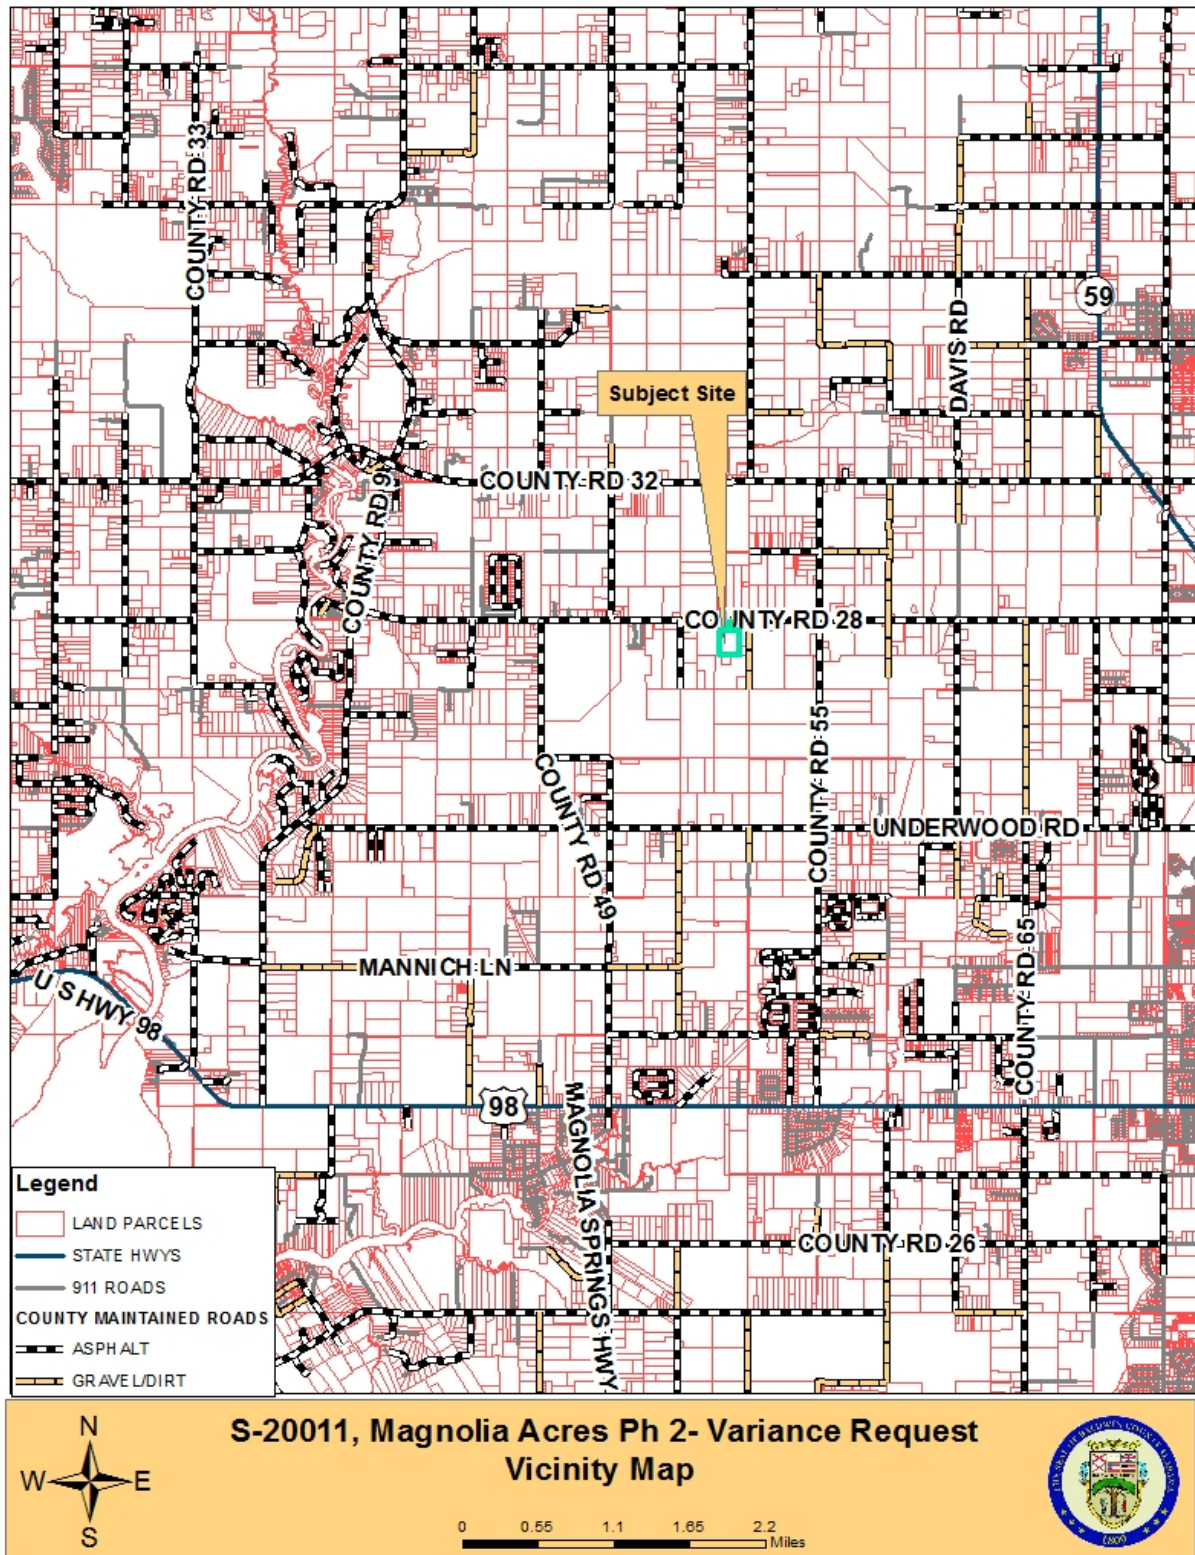 COUNTY RD 33
59
DAVIS RD
Subject Site
COUNTY RD 32
COUNTY RD 9
COUNTY RD 28
COUNTY RD 55
COUNTY RD 49
UNDERWOOD RD
COUNTY RD 65
MANNICH LN
U S HWY 98
98
MAGNOLIA SPRINGS HWY
COUNTY RD 26
Legend
LAND PARCELS
STATE HWYS
911 ROADS
COUNTY MAINTAINED ROADS
ASPHALT
GRAVEL/DIRT
N
W E
S
S-20011, Magnolia Acres Ph 2- Variance Request
Vicinity Map
0 0.55 1.1 1.65 2.2
Miles
1809